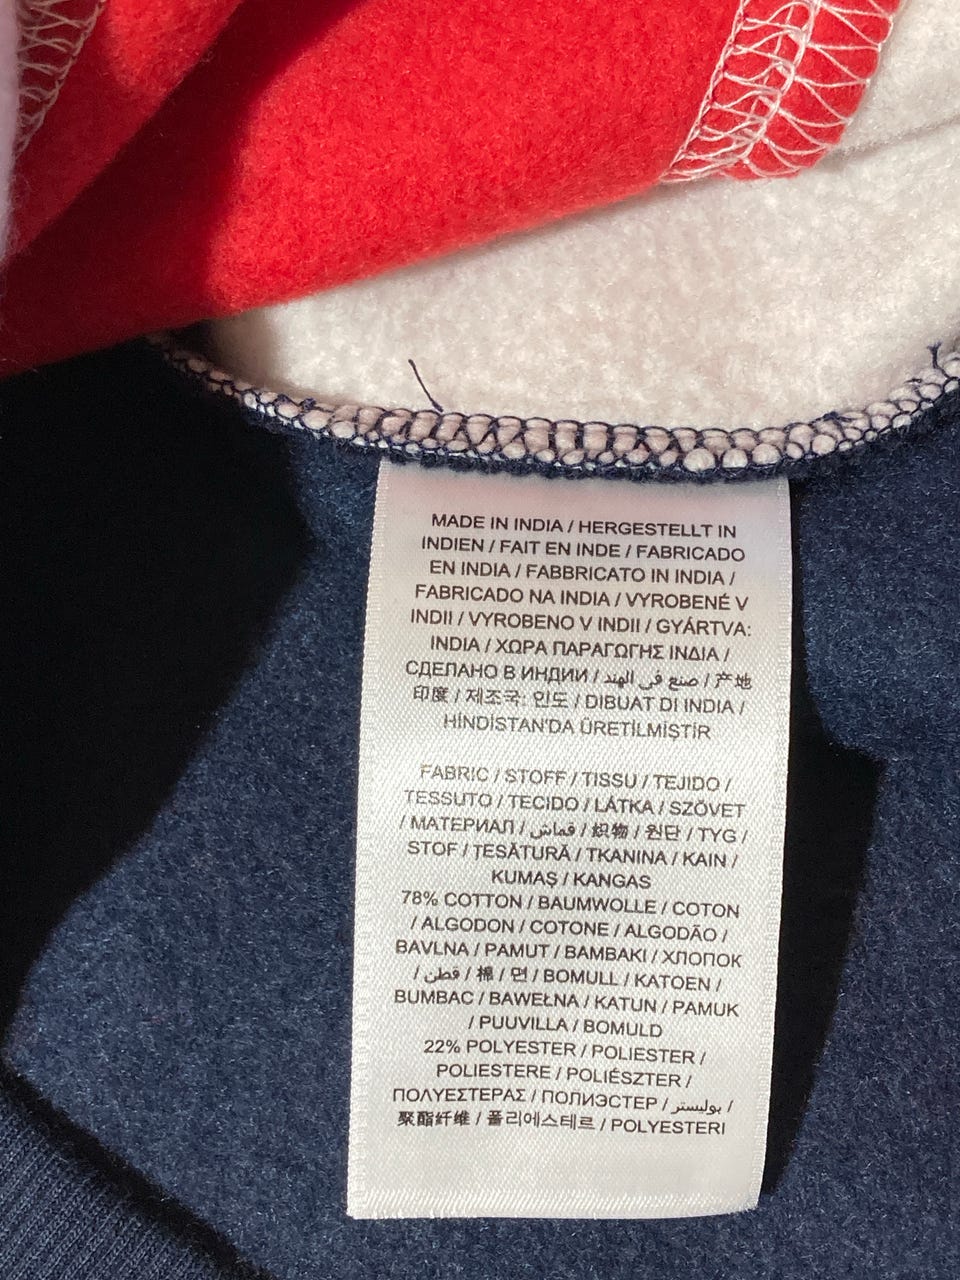 MADE IN INDIA / HERGESTELLT IN
INDIEN / FAIT EN INDE / FABRICADO
EN INDIA / FABBRICATO IN INDIA /
FABRICADO NA INDIA / VYROBENÉ V
INDII / VYROBENO V INDII / GYÁRTVA:
INDIA / ΧΩΡΑ ΠΑΡΑΓΩΓΗΣ ΙΝΔΙΑ /
СДЕЛАНО В ИНДИИ / صنع في الهند / 产地
印度 / 제조국: 인도 / DIBUAT DI INDIA /
HİNDİSTAN'DA ÜRETİLMİŞTİR
FABRIC / STOFF / TISSU / TEJIDO /
TESSUTO / TECIDO / LÁTKA / SZÖVET
/ МАТЕРИАЛ / قماش / 织物 / 원단 / TYG /
STOF / ȚESĂTURĂ / TKANINA / KAIN /
KUMAŞ / KANGAS
78% COTTON / BAUMWOLLE / COTON
/ ALGODON / COTONE / ALGODÃO /
BAVLNA / PAMUT / BAMBAKI / ХЛОПОК
/ قطن / 棉 / 면 / BOMULL / KATOEN /
BUMBAC / BAWEŁNA / KATUN / PAMUK
/ PUUVILLA / BOMULD
22% POLYESTER / POLIESTER /
POLIESTERE / POLIÉSZTER /
ΠΟΛΥΕΣΤΕΡΑΣ / ПОЛИЭСТЕР / بوليستر /
聚酯纤维 / 폴리에스테르 / POLYESTERI